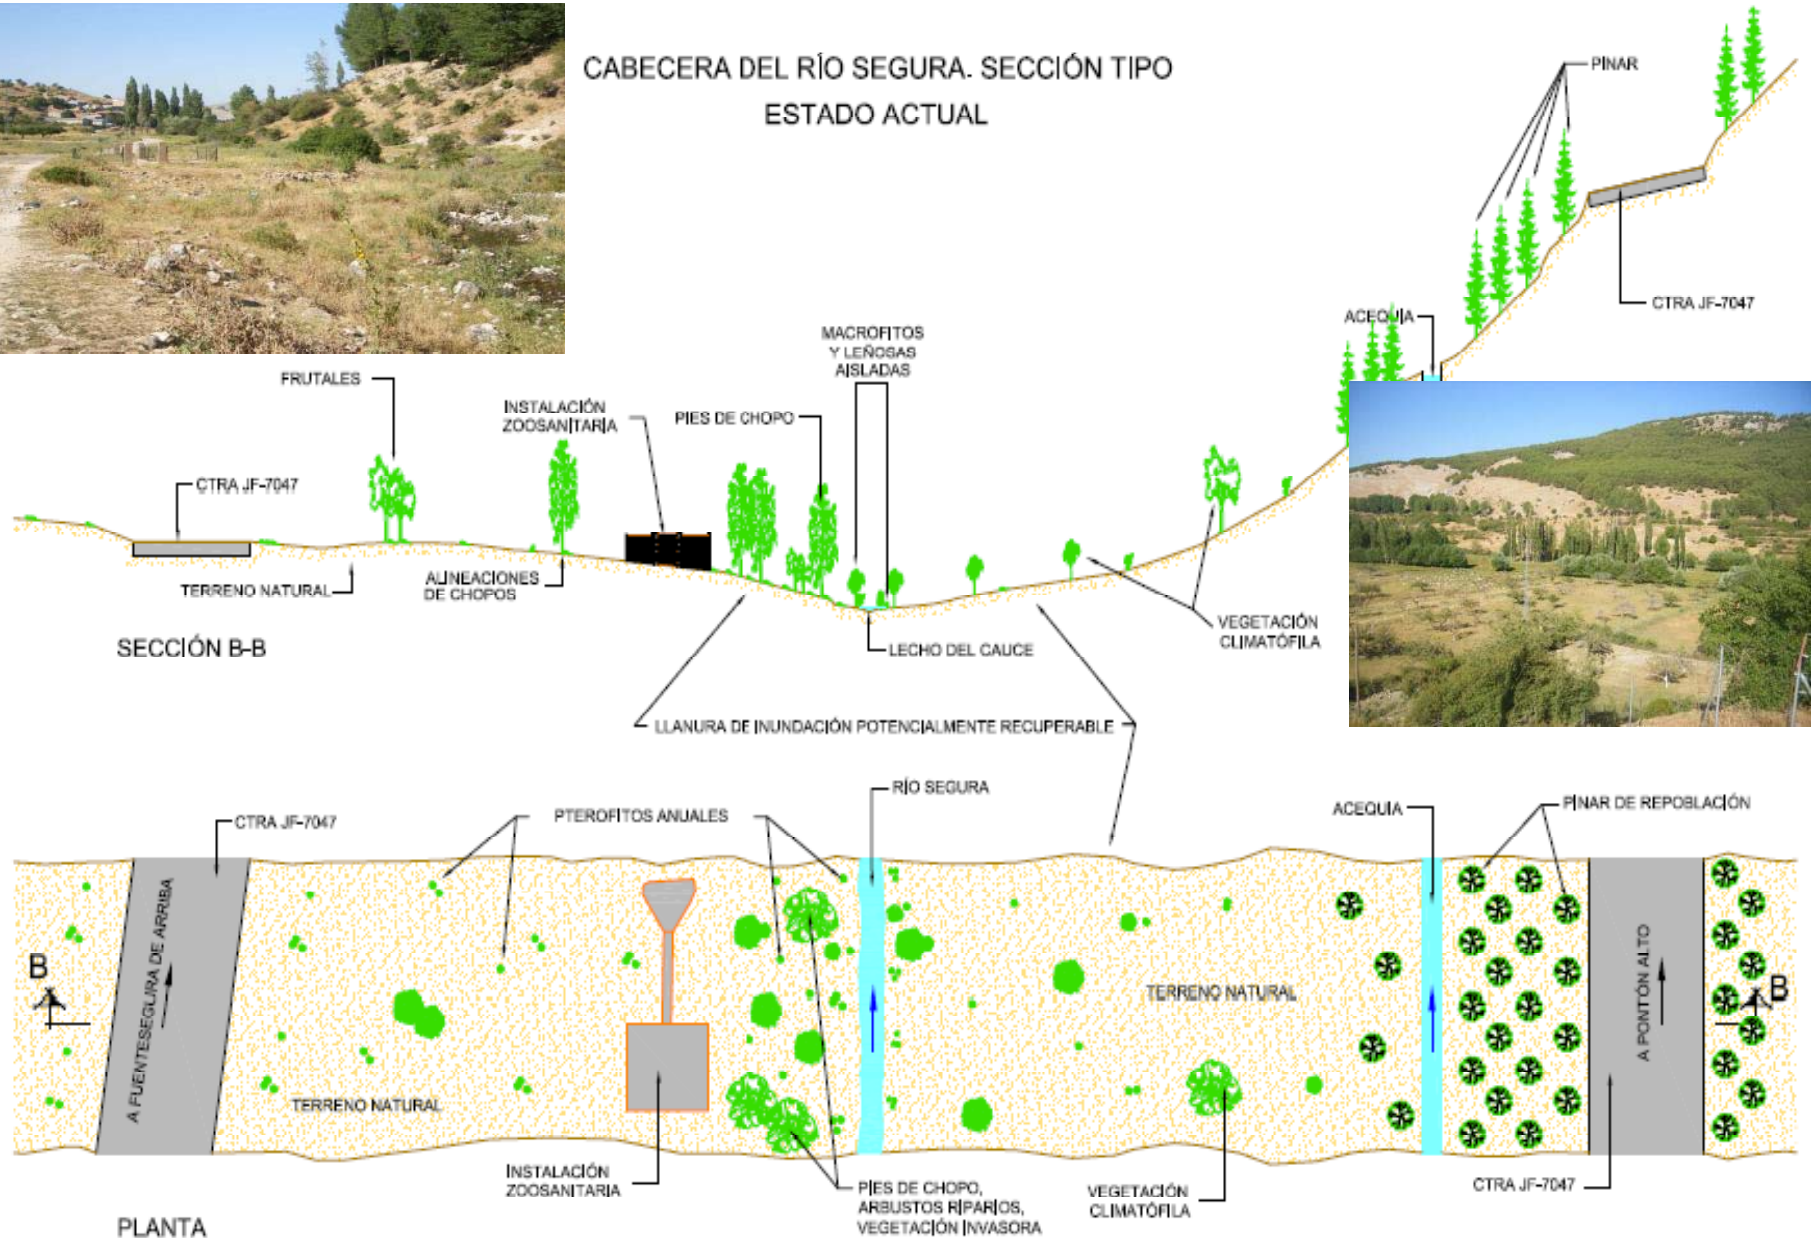 CABECERA DEL RÍO SEGURA. SECCIÓN TIPO
ESTADO ACTUAL
PINAR
CTRA JF-7047
ACEQUIA
MACROFITOS
Y LEÑOSAS
AISLADAS
FRUTALES
INSTALACIÓN
ZOOSANITARIA
PIES DE CHOPO
CTRA JF-7047
TERRENO NATURAL
ALINEACIONES
DE CHOPOS
VEGETACIÓN
CLIMATÓFILA
SECCIÓN B-B
LECHO DEL CAUCE
LLANURA DE INUNDACIÓN POTENCIALMENTE RECUPERABLE
RÍO SEGURA
CTRA JF-7047
PTEROFITOS ANUALES
ACEQUIA
PINAR DE REPOBLACIÓN
A FUENTESEGURA DE ARRIBA
B
TERRENO NATURAL
A PONTÓN ALTO
B
TERRENO NATURAL
INSTALACIÓN
ZOOSANITARIA
PIES DE CHOPO,
ARBUSTOS RIPARIOS,
VEGETACIÓN INVASORA
VEGETACIÓN
CLIMATÓFILA
CTRA JF-7047
PLANTA